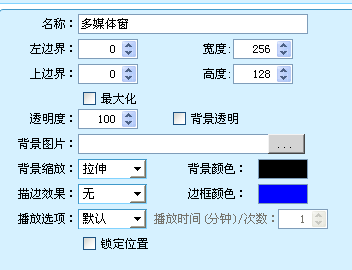 名称： 多媒体窗
左边界： 0 宽度: 256
上边界： 0 高度: 128
最大化
透明度： 100 背景透明
背景图片： ...
背景缩放： 拉伸 背景颜色：
描边效果： 无 边框颜色：
播放选项： 默认 播放时间(分钟)/次数： 1
锁定位置